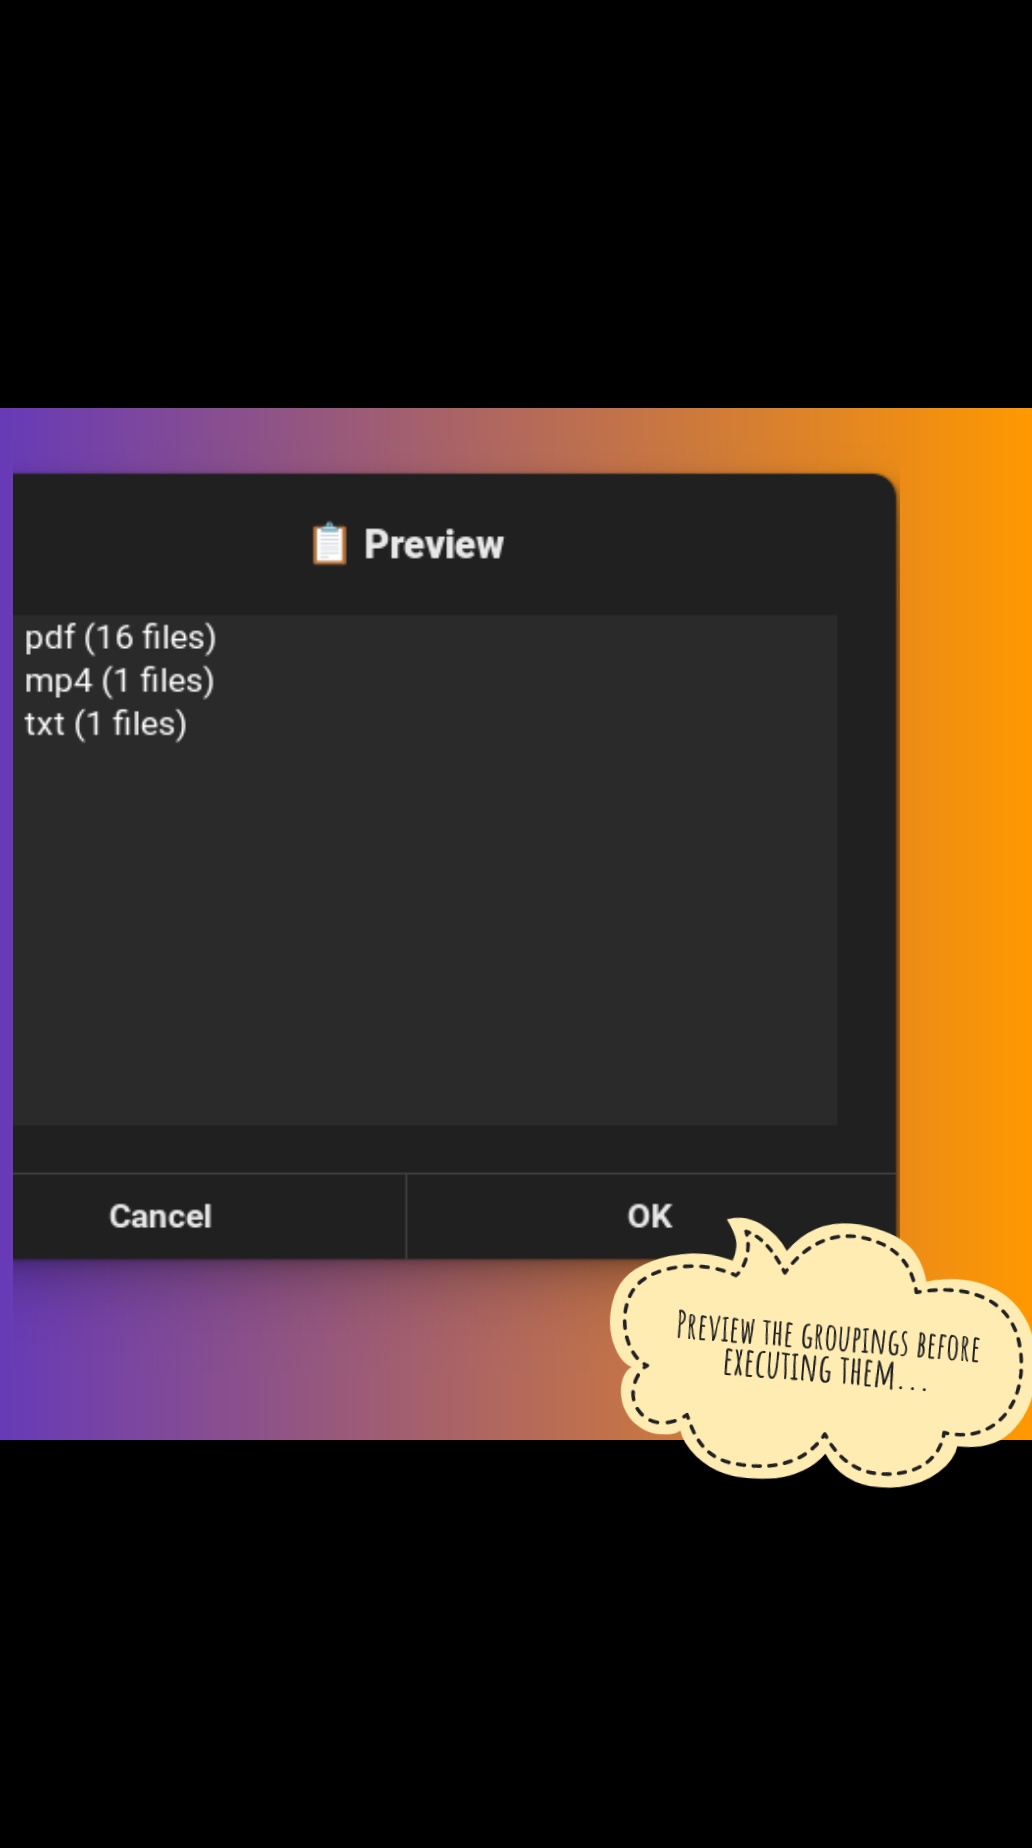 📋 Preview
pdf (16 files)
mp4 (1 files)
txt (1 files)
Cancel
OK
PREVIEW THE GROUPINGS BEFORE
EXECUTING THEM...